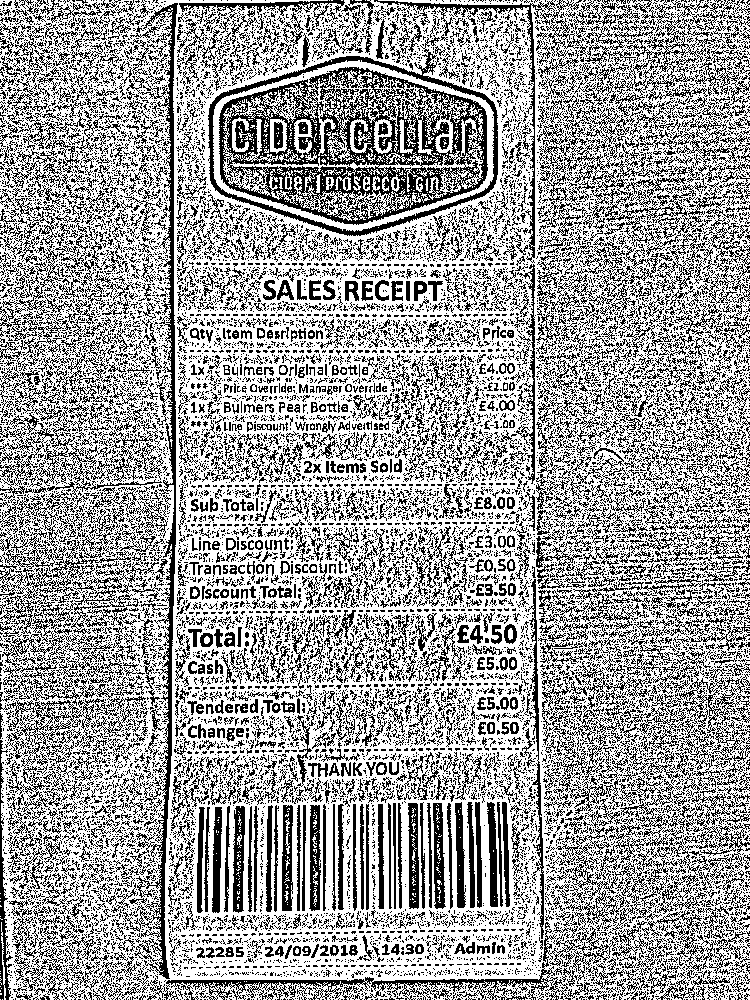 CIDER CELLAR
Cider | Prosecco | Gin
SALES RECEIPT
Qty Item Desription Price
1x Bulmers Original Bottle £4.00
*** Price Override: Manager Override -£2.00
1x Bulmers Pear Bottle £4.00
*** Line Discount: Wrongly Advertised £-1.00
2x Items Sold
Sub Total: £8.00
Line Discount: -£3.00
Transaction Discount: -£0.50
Discount Total: -£3.50
Total: £4.50
Cash £5.00
Tendered Total: £5.00
Change: £0.50
THANK YOU
22285 24/09/2018 14:30 Admin